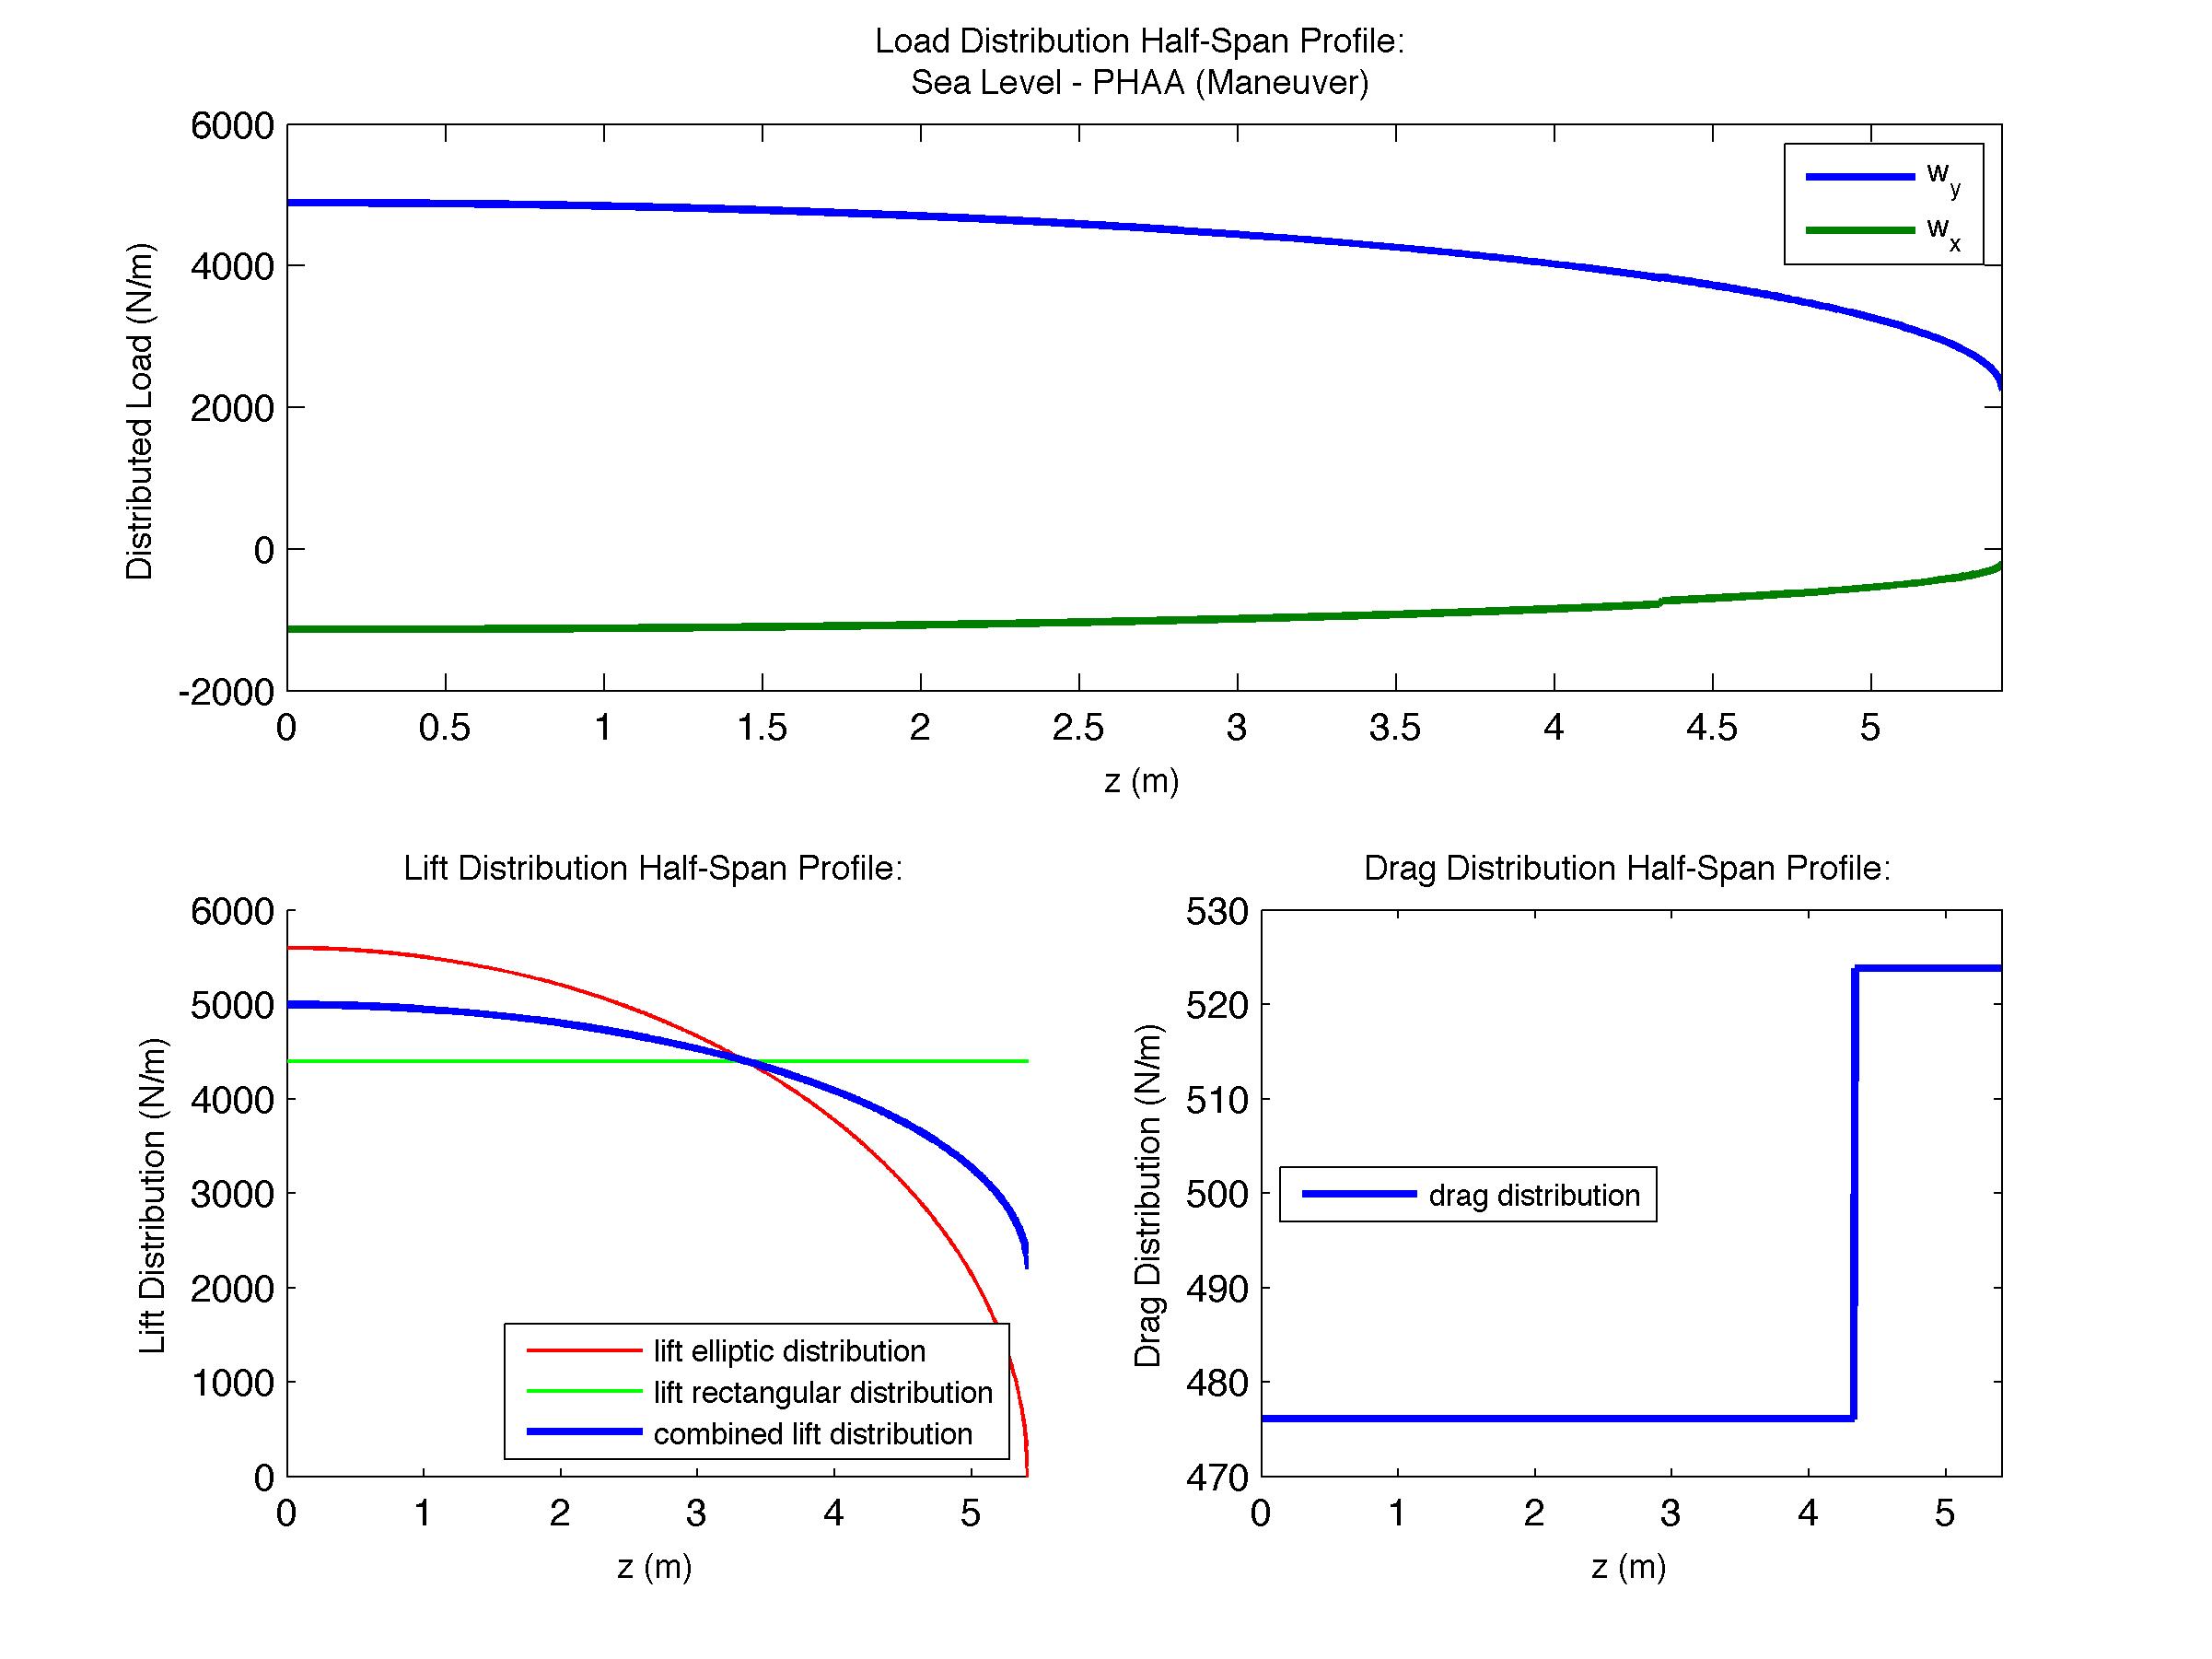 Load Distribution Half-Span Profile:
Sea Level - PHAA (Maneuver)
6000
4000
2000
0
-2000
Distributed Load (N/m)
w_y
w_x
0 0.5 1 1.5 2 2.5 3 3.5 4 4.5 5
z (m)
Lift Distribution Half-Span Profile:
6000
5000
4000
3000
2000
1000
0
Lift Distribution (N/m)
lift elliptic distribution
lift rectangular distribution
combined lift distribution
0 1 2 3 4 5
z (m)
Drag Distribution Half-Span Profile:
530
520
510
500
490
480
470
Drag Distribution (N/m)
drag distribution
0 1 2 3 4 5
z (m)